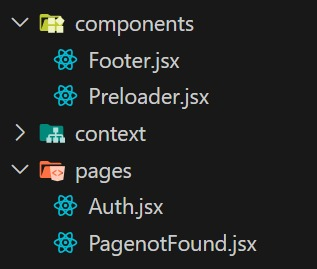 components
Footer.jsx
Preloader.jsx
context
pages
Auth.jsx
PagenotFound.jsx